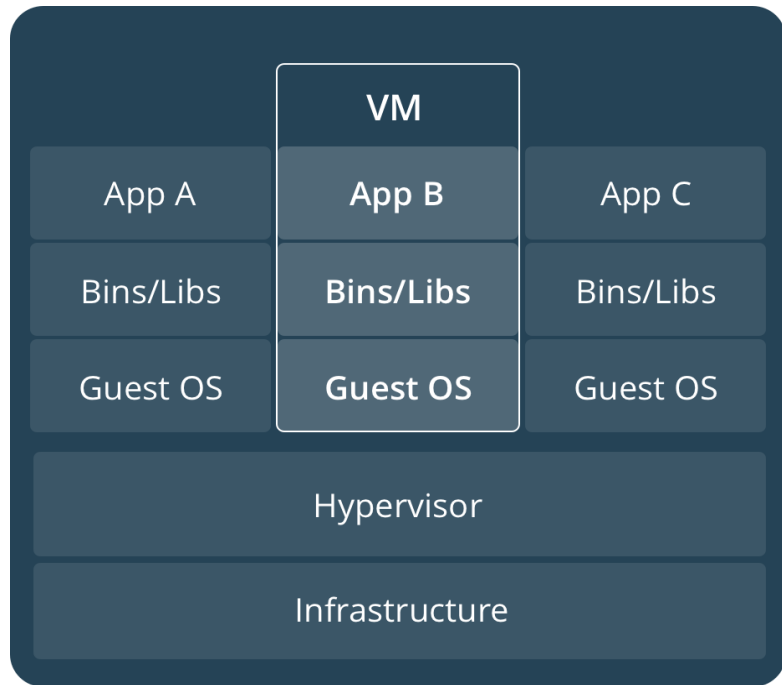 VM
App A
App B
App C
Bins/Libs
Bins/Libs
Bins/Libs
Guest OS
Guest OS
Guest OS
Hypervisor
Infrastructure